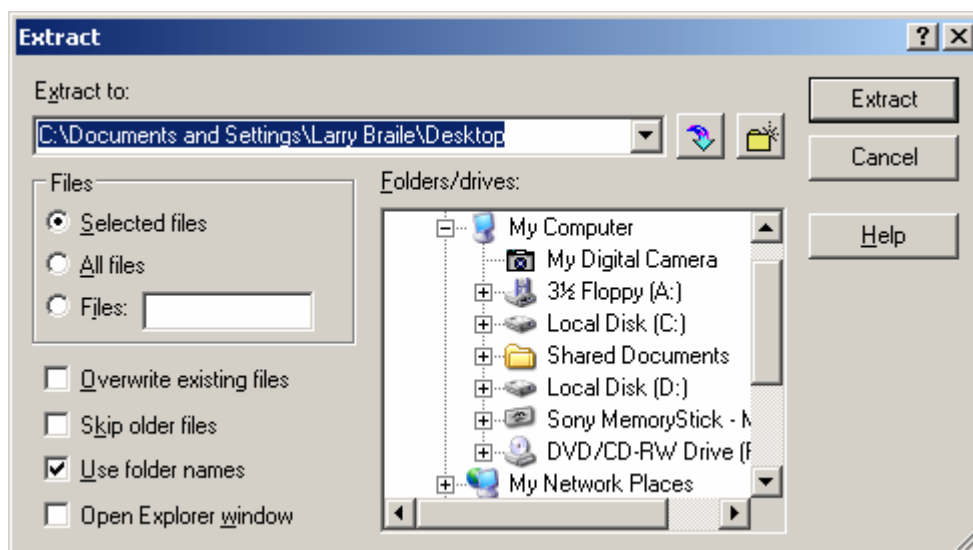 Extract
Extract to:
C:\Documents and Settings\Larry Braile\Desktop
Extract
Cancel
Help
Files
Selected files
All files
Files:
Overwrite existing files
Skip older files
Use folder names
Open Explorer window
Folders/drives:
My Computer
My Digital Camera
3½ Floppy (A:)
Local Disk (C:)
Shared Documents
Local Disk (D:)
Sony MemoryStick -
DVD/CD-RW Drive (
My Network Places